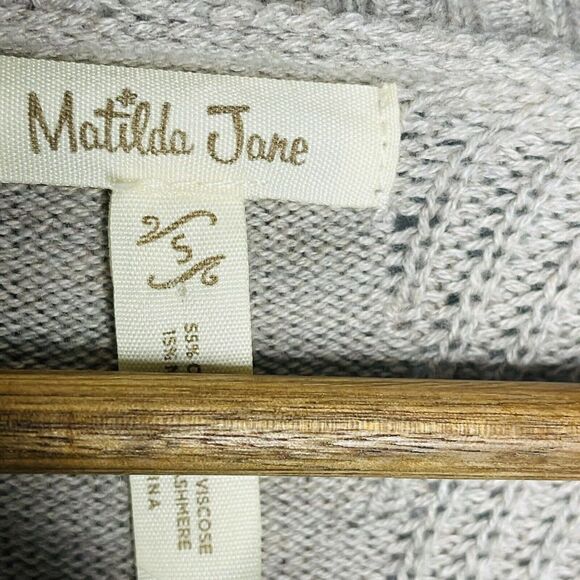 Matilda Jane
S
55% C
15%
VISCOSE